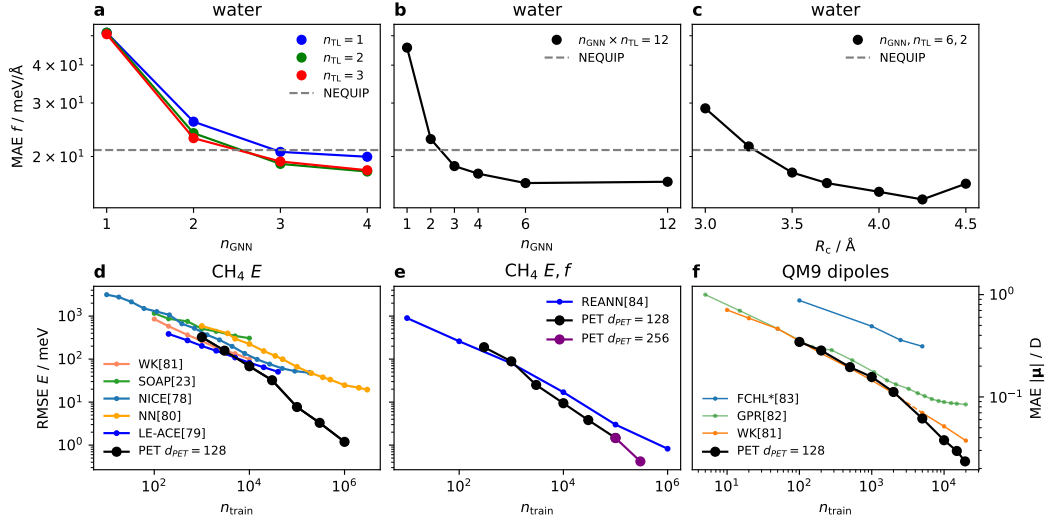 a water
b water
c water
MAE f / meV/Å
4 × 10¹
3 × 10¹
2 × 10¹
n_TL = 1
n_TL = 2
n_TL = 3
NEQUIP
1 2 3 4
n_GNN
n_GNN × n_TL = 12
NEQUIP
1 2 3 4 6 12
n_GNN
n_GNN, n_TL = 6, 2
NEQUIP
3.0 3.5 4.0 4.5
R_c / Å
d CH₄ E
e CH₄ E, f
f QM9 dipoles
RMSE E / meV
10³
10²
10¹
10⁰
WK[81]
SOAP[23]
NICE[78]
NN[80]
LE-ACE[79]
PET d_PET = 128
10² 10⁴ 10⁶
n_train
REANN[84]
PET d_PET = 128
PET d_PET = 256
10² 10⁴ 10⁶
n_train
FCHL*[83]
GPR[82]
WK[81]
PET d_PET = 128
10¹ 10² 10³ 10⁴
n_train
10⁰
10⁻¹
MAE |μ| / D